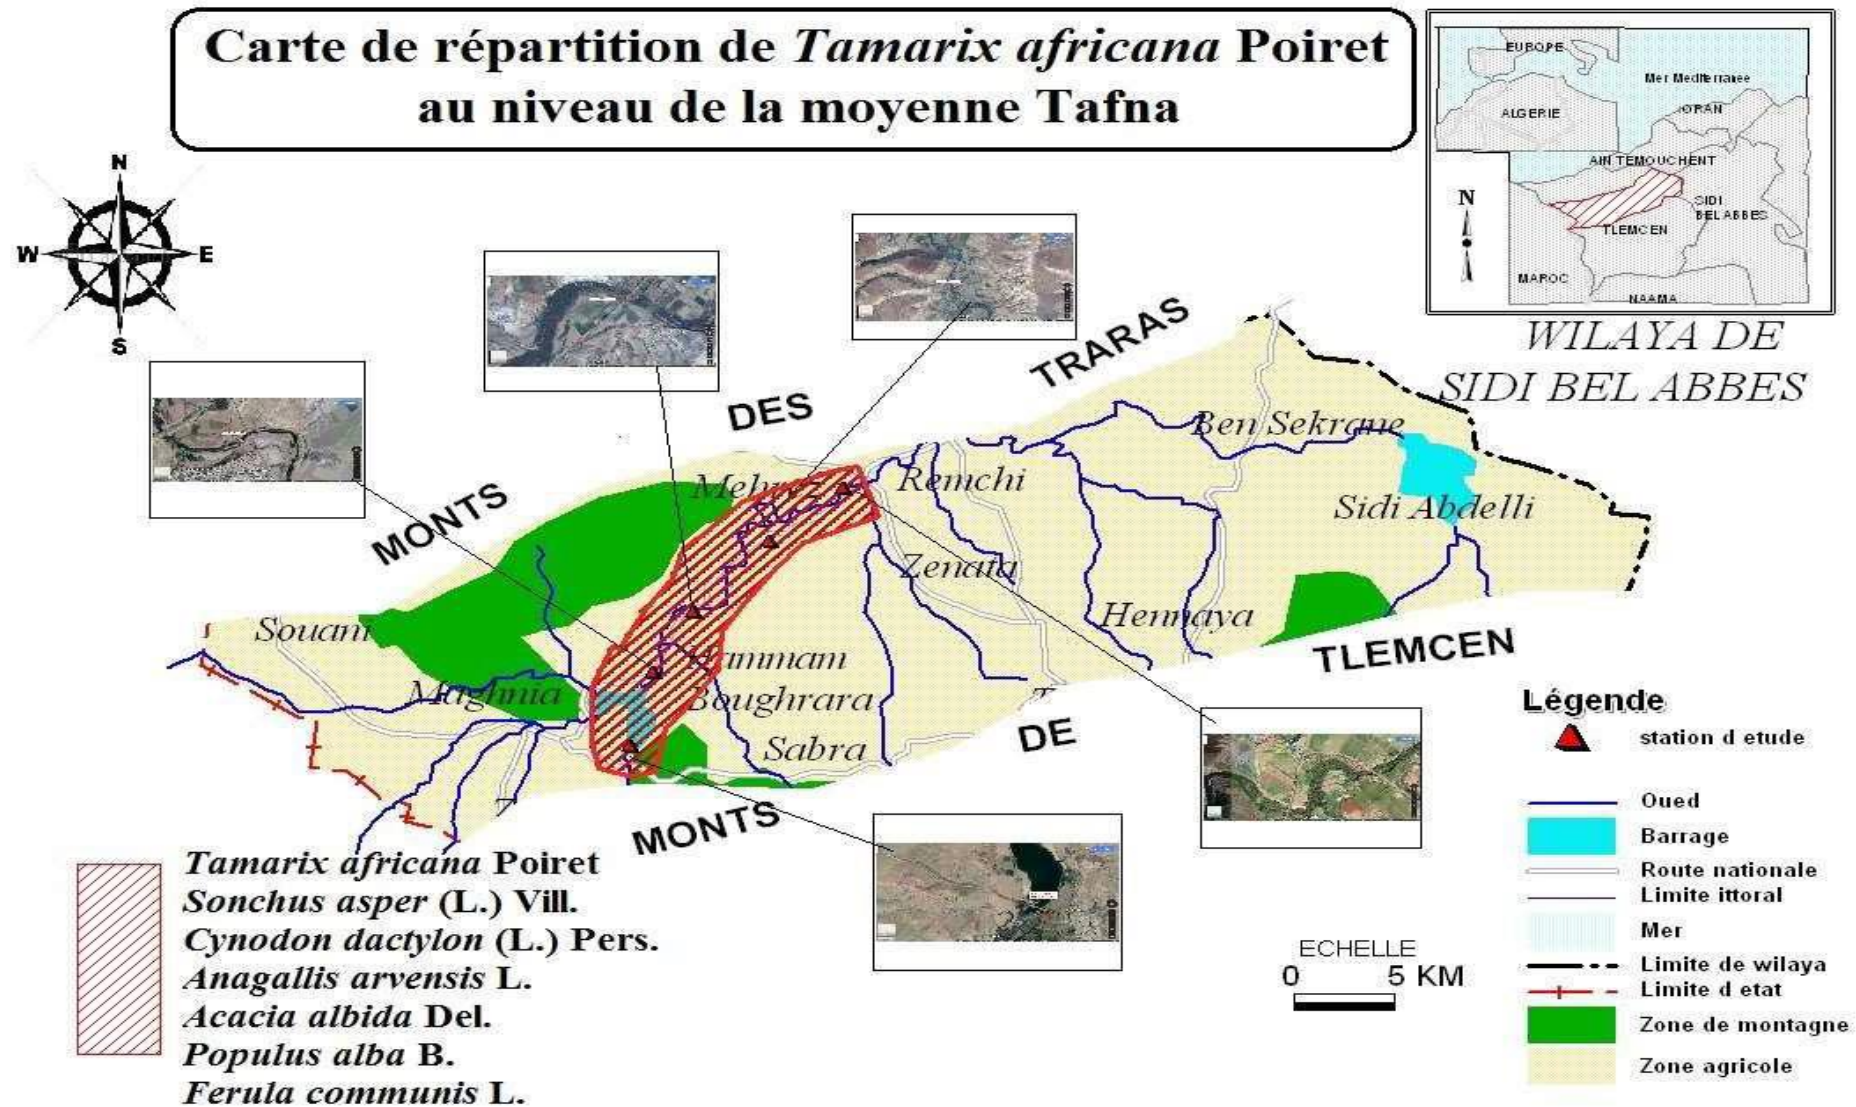 Carte de répartition de Tamarix africana Poiret
au niveau de la moyenne Tafna
EUROPE
Mer Mediterranee
ALGERIE
ORAN
AIN TEMOUCHENT
N
SIDI
BEL ABBES
TLEMCEN
MAROC
NAAMA
N
W
E
S
WILAYA DE
SIDI BEL ABBES
MONTS
DES
TRARAS
Ben Sekrane
Remchi
Sidi Abdelli
Zenata
Souani
Hennaya
Maghnia
Boughrara
Sabra
MONTS
DE
TLEMCEN
Légende
station d etude
Oued
Barrage
Route nationale
Limite ittoral
Mer
Limite de wilaya
Limite d etat
Zone de montagne
Zone agricole
ECHELLE
0 5 KM
Tamarix africana Poiret
Sonchus asper (L.) Vill.
Cynodon dactylon (L.) Pers.
Anagallis arvensis L.
Acacia albida Del.
Populus alba B.
Ferula communis L.